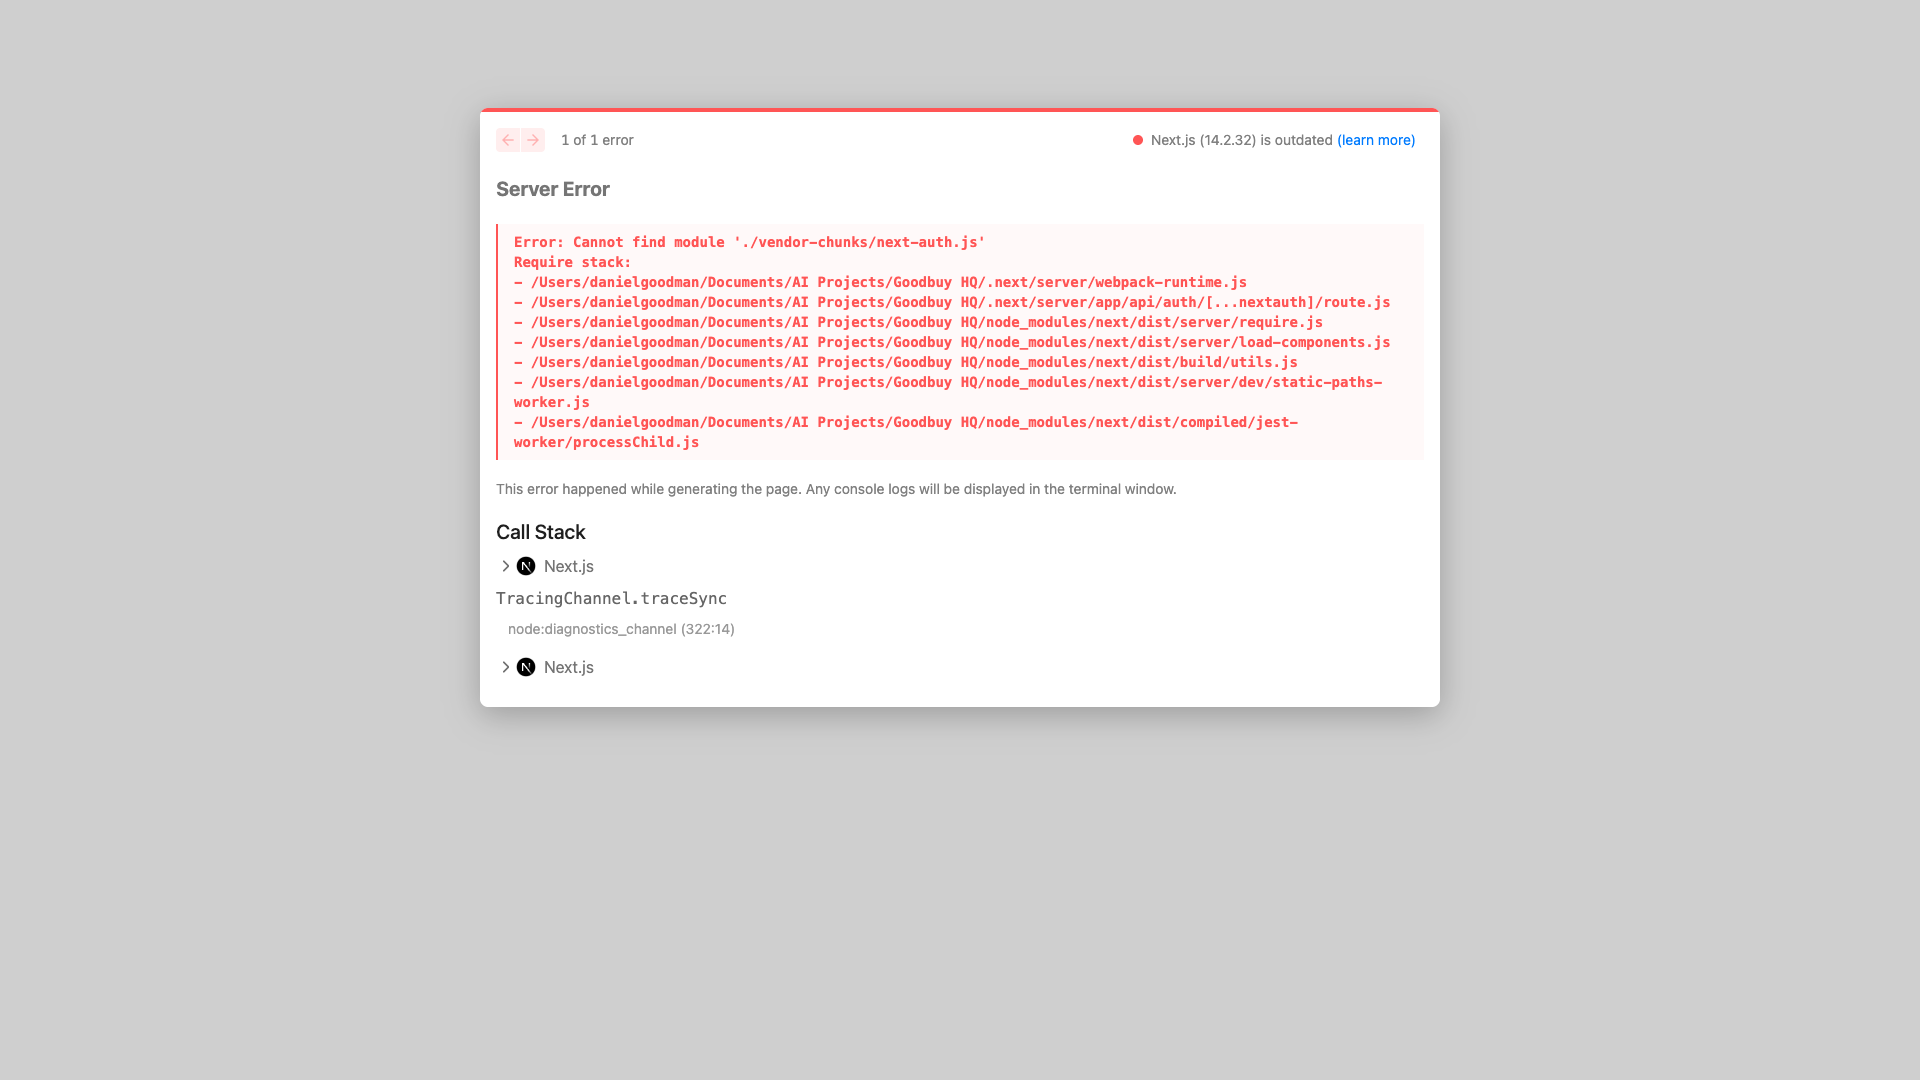 1 of 1 error
Next.js (14.2.32) is outdated (learn more)
Server Error
Error: Cannot find module './vendor-chunks/next-auth.js'
Require stack:
- /Users/danielgoodman/Documents/AI Projects/Goodbuy HQ/.next/server/webpack-runtime.js
- /Users/danielgoodman/Documents/AI Projects/Goodbuy HQ/.next/server/app/api/auth/[...nextauth]/route.js
- /Users/danielgoodman/Documents/AI Projects/Goodbuy HQ/node_modules/next/dist/server/require.js
- /Users/danielgoodman/Documents/AI Projects/Goodbuy HQ/node_modules/next/dist/server/load-components.js
- /Users/danielgoodman/Documents/AI Projects/Goodbuy HQ/node_modules/next/dist/build/utils.js
- /Users/danielgoodman/Documents/AI Projects/Goodbuy HQ/node_modules/next/dist/server/dev/static-paths-
worker.js
- /Users/danielgoodman/Documents/AI Projects/Goodbuy HQ/node_modules/next/dist/compiled/jest-
worker/processChild.js
This error happened while generating the page. Any console logs will be displayed in the terminal window.
Call Stack
Next.js
TracingChannel.traceSync
node:diagnostics_channel (322:14)
Next.js